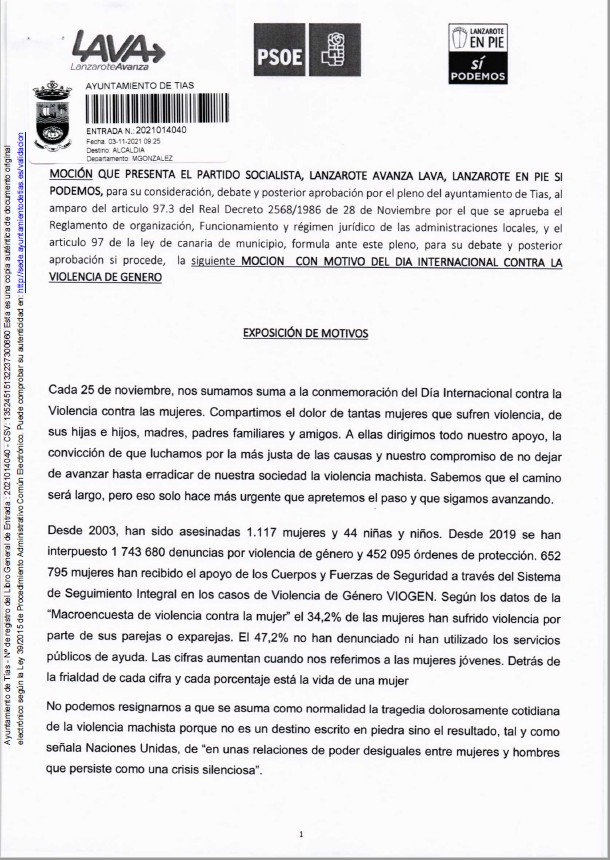 LAVA
LanzaroteAvanza
PSOE
LANZAROTE
EN PIE
sí
PODEMOS
AYUNTAMIENTO DE TIAS
ENTRADA N.: 2021014040
Fecha: 03-11-2021 09:25
Destino: ALCALDIA
Departamento: MGONZALEZ
MOCIÓN QUE PRESENTA EL PARTIDO SOCIALISTA, LANZAROTE AVANZA LAVA, LANZAROTE EN PIE SI
PODEMOS, para su consideración, debate y posterior aprobación por el pleno del ayuntamiento de Tias, al
amparo del articulo 97.3 del Real Decreto 2568/1986 de 28 de Noviembre por el que se aprueba el
Reglamento de organización, Funcionamiento y régimen jurídico de las administraciones locales, y el
articulo 97 de la ley de canaria de municipio, formula ante este pleno, para su debate y posterior
aprobación si procede, la siguiente MOCION CON MOTIVO DEL DIA INTERNACIONAL CONTRA LA
VIOLENCIA DE GENERO
EXPOSICIÓN DE MOTIVOS
Cada 25 de noviembre, nos sumamos suma a la conmemoración del Día Internacional contra la
Violencia contra las mujeres. Compartimos el dolor de tantas mujeres que sufren violencia, de
sus hijas e hijos, madres, padres familiares y amigos. A ellas dirigimos todo nuestro apoyo, la
convicción de que luchamos por la más justa de las causas y nuestro compromiso de no dejar
de avanzar hasta erradicar de nuestra sociedad la violencia machista. Sabemos que el camino
será largo, pero eso solo hace más urgente que apretemos el paso y que sigamos avanzando.
Desde 2003, han sido asesinadas 1.117 mujeres y 44 niñas y niños. Desde 2019 se han
interpuesto 1 743 680 denuncias por violencia de género y 452 095 órdenes de protección. 652
795 mujeres han recibido el apoyo de los Cuerpos y Fuerzas de Seguridad a través del Sistema
de Seguimiento Integral en los casos de Violencia de Género VIOGEN. Según los datos de la
"Macroencuesta de violencia contra la mujer" el 34,2% de las mujeres han sufrido violencia por
parte de sus parejas o exparejas. El 47,2% no han denunciado ni han utilizado los servicios
públicos de ayuda. Las cifras aumentan cuando nos referimos a las mujeres jóvenes. Detrás de
la frialdad de cada cifra y cada porcentaje está la vida de una mujer
No podemos resignarnos a que se asuma como normalidad la tragedia dolorosamente cotidiana
de la violencia machista porque no es un destino escrito en piedra sino el resultado, tal y como
señala Naciones Unidas, de "en unas relaciones de poder desiguales entre mujeres y hombres
que persiste como una crisis silenciosa".
1
Ayuntamiento de Tías - Nº de registro del Libro General de Entrada : 2021014040 - CSV: 13524515132237300660 Esta es una copia auténtica de documento original
electrónico según la Ley 39/2015 de Procedimiento Administrativo Común Electrónico. Puede comprobar su autenticidad en: http://sede.ayuntamientodetias.es/validacion